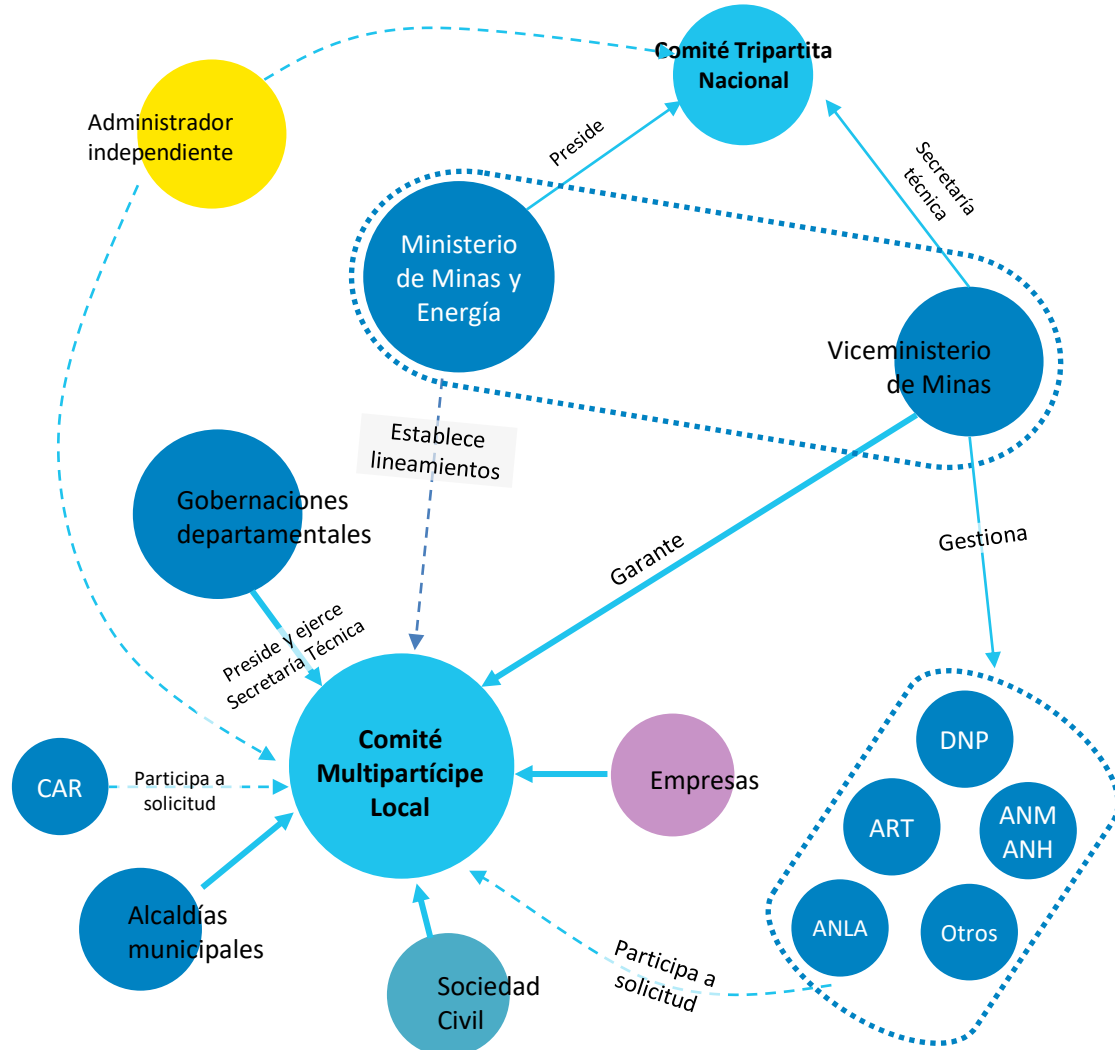 Comité Tripartita
Nacional
Administrador
independiente
Preside
Secretaría
técnica
Ministerio
de Minas y
Energía
Viceministerio
de Minas
Establece
lineamientos
Gobernaciones
departamentales
Garante
Gestiona
Preside y ejerce
Secretaría Técnica
Comité
Multipartícipe
Local
DNP
CAR
Participa a
solicitud
Empresas
ART
ANM
ANH
Alcaldías
municipales
ANLA
Otros
Participa a
solicitud
Sociedad
Civil